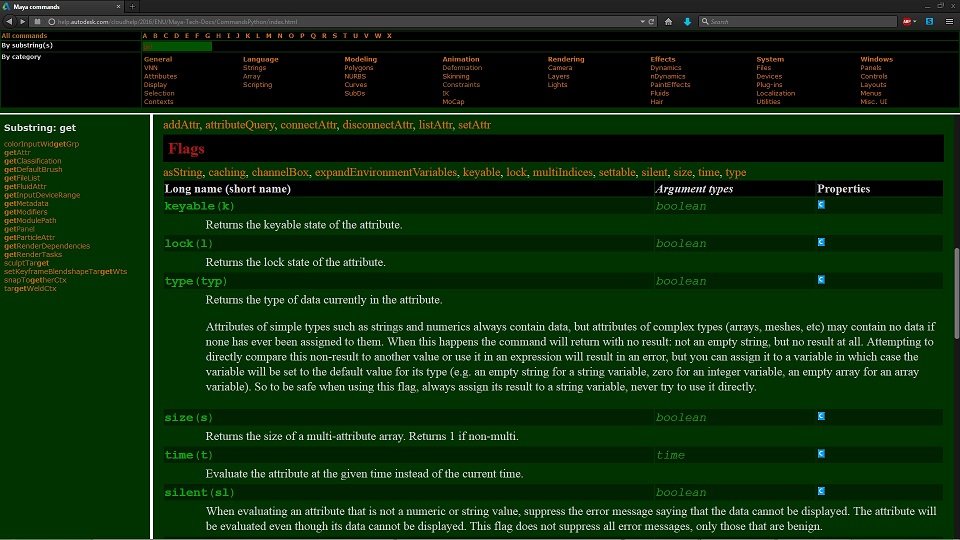 Maya commands
help.autodesk.com/cloudhelp/2016/ENU/Maya-Tech-Docs/CommandsPython/index.html
Search
ABP
S
All commands
A B C D E F G H I J K L M N O P Q R S T U V W X
By substring(s)
get
By category
General Language Modeling Animation Rendering Effects System Windows
VNN Strings Polygons Deformation Camera Dynamics Files Panels
Attributes Array NURBS Skinning Layers nDynamics Devices Controls
Display Scripting Curves Constraints Lights PaintEffects Plug-ins Layouts
Selection SubDs IK Fluids Localization Menus
Contexts MoCap Hair Utilities Misc. UI
Substring: get
colorInputWidgetGrp
getAttr
getClassification
getDefaultBrush
getFileList
getFluidAttr
getInputDeviceRange
getMetadata
getModifiers
getModulePath
getPanel
getParticleAttr
getRenderDependencies
getRenderTasks
sculptTarget
setKeyframeBlendshapeTargetWts
snapTogetherCtx
targetWeldCtx
addAttr, attributeQuery, connectAttr, disconnectAttr, listAttr, setAttr
Flags
asString, caching, channelBox, expandEnvironmentVariables, keyable, lock, multiIndices, settable, silent, size, time, type
Long name (short name) Argument types Properties
keyable(k) boolean C
Returns the keyable state of the attribute.
lock(l) boolean C
Returns the lock state of the attribute.
type(typ) boolean C
Returns the type of data currently in the attribute.
Attributes of simple types such as strings and numerics always contain data, but attributes of complex types (arrays, meshes, etc) may contain no data if
none has ever been assigned to them. When this happens the command will return with no result: not an empty string, but no result at all. Attempting to
directly compare this non-result to another value or use it in an expression will result in an error, but you can assign it to a variable in which case the
variable will be set to the default value for its type (e.g. an empty string for a string variable, zero for an integer variable, an empty array for an array
variable). So to be safe when using this flag, always assign its result to a string variable, never try to use it directly.
size(s) boolean C
Returns the size of a multi-attribute array. Returns 1 if non-multi.
time(t) time C
Evaluate the attribute at the given time instead of the current time.
silent(sl) boolean C
When evaluating an attribute that is not a numeric or string value, suppress the error message saying that the data cannot be displayed. The attribute will
be evaluated even though its data cannot be displayed. This flag does not suppress all error messages, only those that are benign.